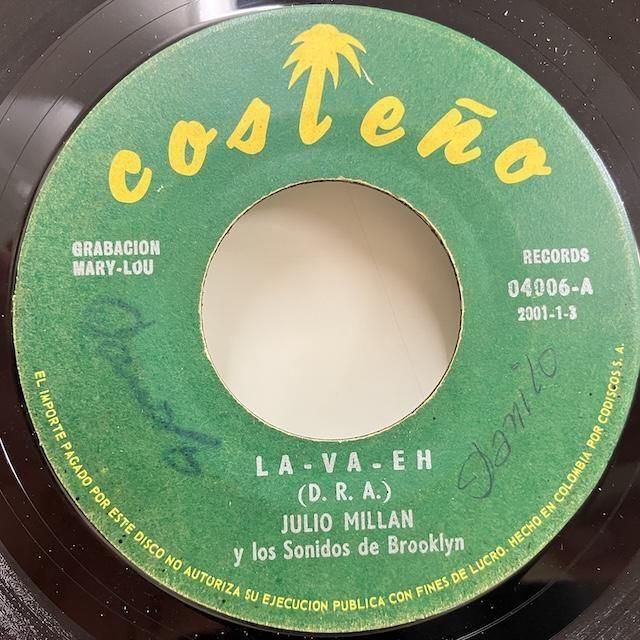 costeño
GRABACION
MARY-LOU
RECORDS
04006-A
2001-1-3
LA-VA-EH
(D. R. A.)
JULIO MILLAN
y los Sonidos de Brooklyn
EL IMPORTE PAGADO POR ESTE DISCO NO AUTORIZA SU EJECUCION PUBLICA CON FINES DE LUCRO. HECHO EN COLOMBIA POR CODISCOS S. A.